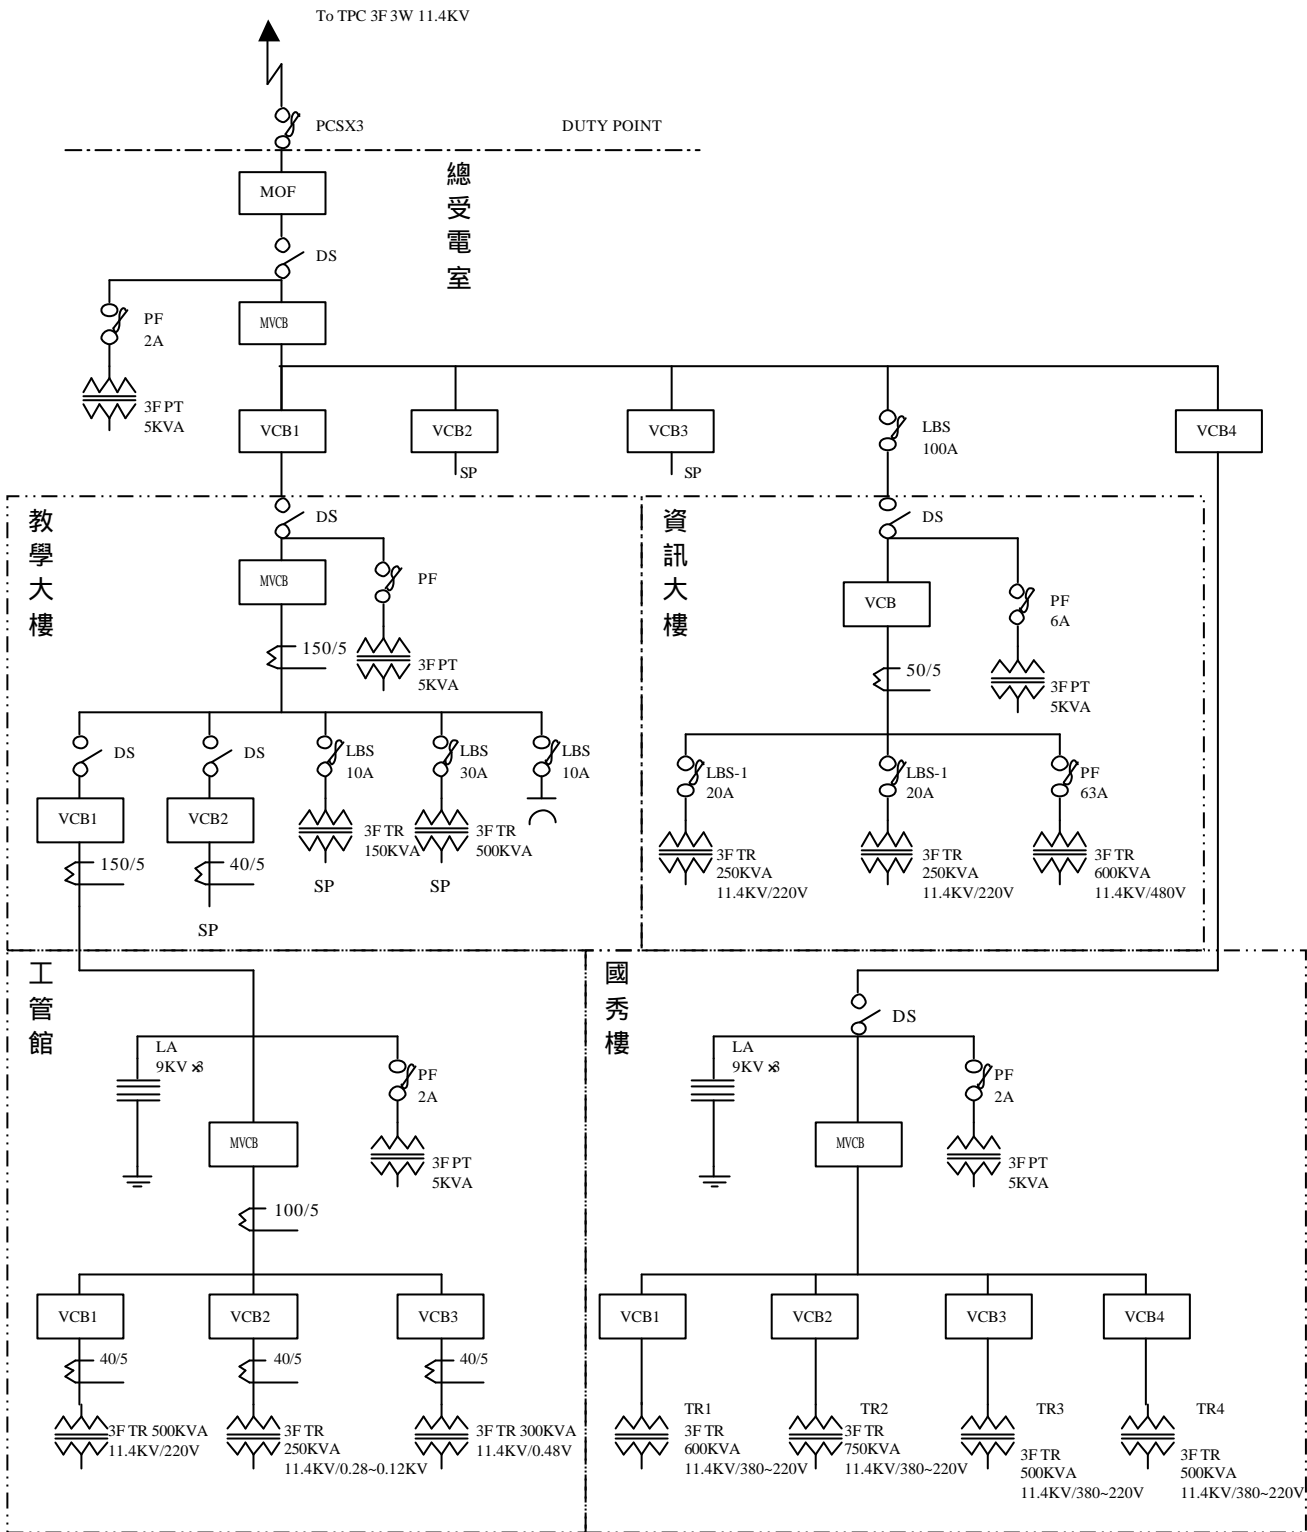 To TPC 3F 3W 11.4KV
PCSX3
DUTY POINT
總受電室
MOF
DS
PF
2A
MVCB
3F PT
5KVA
VCB1
VCB2
VCB3
LBS
100A
VCB4
SP
SP
教學大樓
DS
MVCB
PF
150/5
3F PT
5KVA
DS
DS
LBS
10A
LBS
30A
LBS
10A
VCB1
VCB2
3F TR
150KVA
3F TR
500KVA
150/5
40/5
SP
SP
SP
資訊大樓
DS
VCB
PF
6A
50/5
3F PT
5KVA
LBS-1
20A
LBS-1
20A
PF
63A
3F TR
250KVA
11.4KV/220V
3F TR
250KVA
11.4KV/220V
3F TR
600KVA
11.4KV/480V
工管館
LA
9KV ×3
PF
2A
MVCB
3F PT
5KVA
100/5
VCB1
VCB2
VCB3
40/5
40/5
40/5
3F TR 500KVA
11.4KV/220V
3F TR
250KVA
11.4KV/0.28~0.12KV
3F TR 300KVA
11.4KV/0.48V
國秀樓
DS
LA
9KV ×3
PF
2A
MVCB
3F PT
5KVA
VCB1
VCB2
VCB3
VCB4
TR1
3F TR
600KVA
11.4KV/380~220V
TR2
3F TR
750KVA
11.4KV/380~220V
TR3
3F TR
500KVA
11.4KV/380~220V
TR4
3F TR
500KVA
11.4KV/380~220V